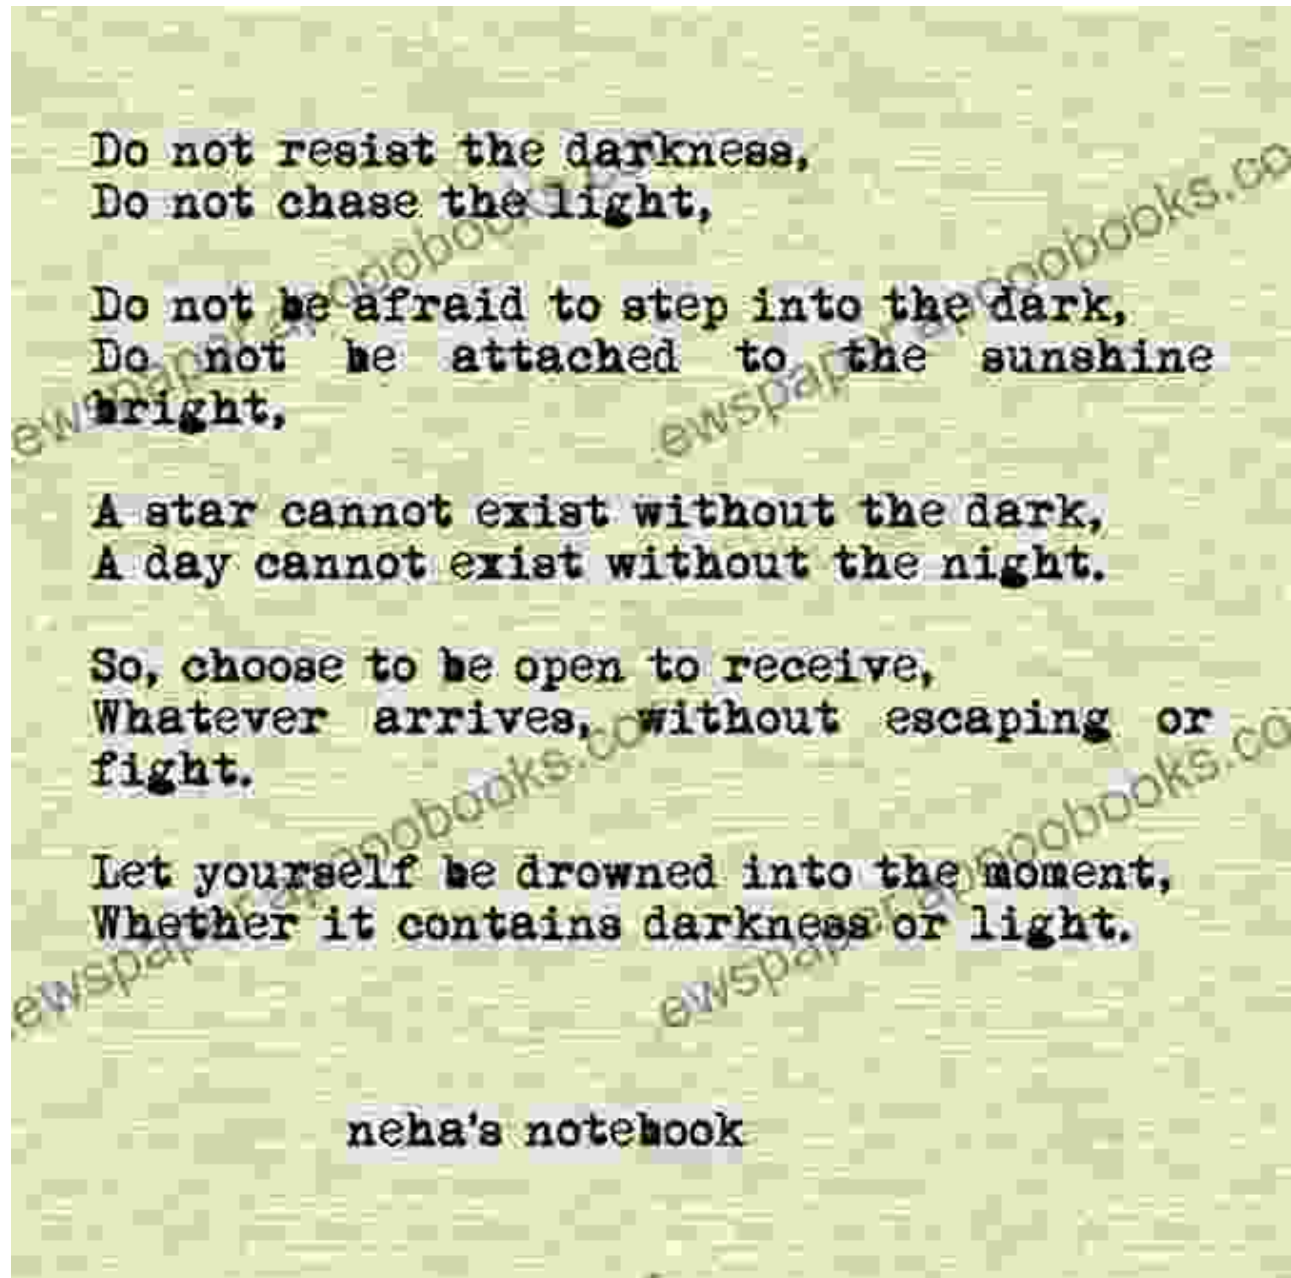 Do not resist the darkness,
Do not chase the light,
Do not be afraid to step into the dark,
Do not be attached to the sunshine
bright,
A star cannot exist without the dark,
A day cannot exist without the night.
So, choose to be open to receive,
Whatever arrives, without escaping or
fight.
Let yourself be drowned into the moment,
Whether it contains darkness or light.
neha's notebook